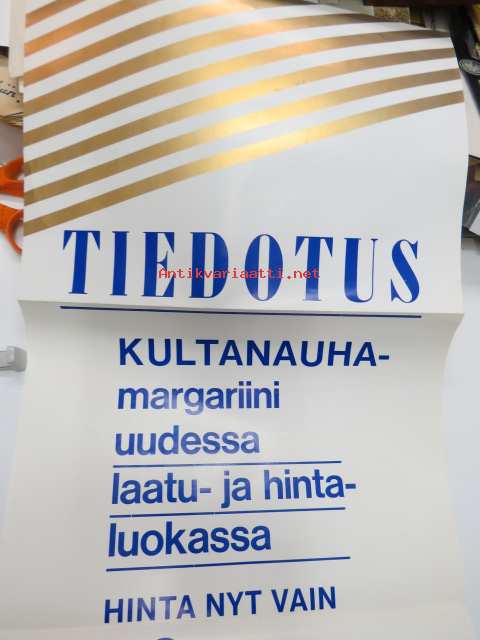 TIEDOTUS
Antikvariaatti.net
KULTANAUHA-
margariini
uudessa
laatu- ja hinta-
luokassa
HINTA NYT VAIN